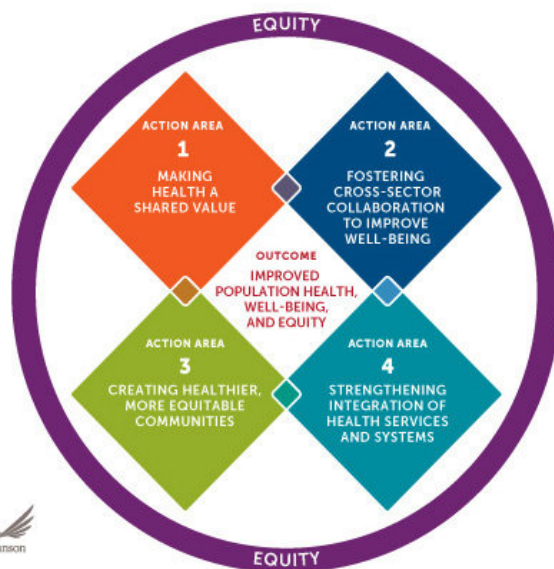 EQUITY
ACTION AREA
1
MAKING
HEALTH A
SHARED VALUE
ACTION AREA
2
FOSTERING
CROSS-SECTOR
COLLABORATION
TO IMPROVE
WELL-BEING
OUTCOME
IMPROVED
POPULATION HEALTH,
WELL-BEING,
AND EQUITY
ACTION AREA
3
CREATING HEALTHIER,
MORE EQUITABLE
COMMUNITIES
ACTION AREA
4
STRENGTHENING
INTEGRATION OF
HEALTH SERVICES
AND SYSTEMS
EQUITY